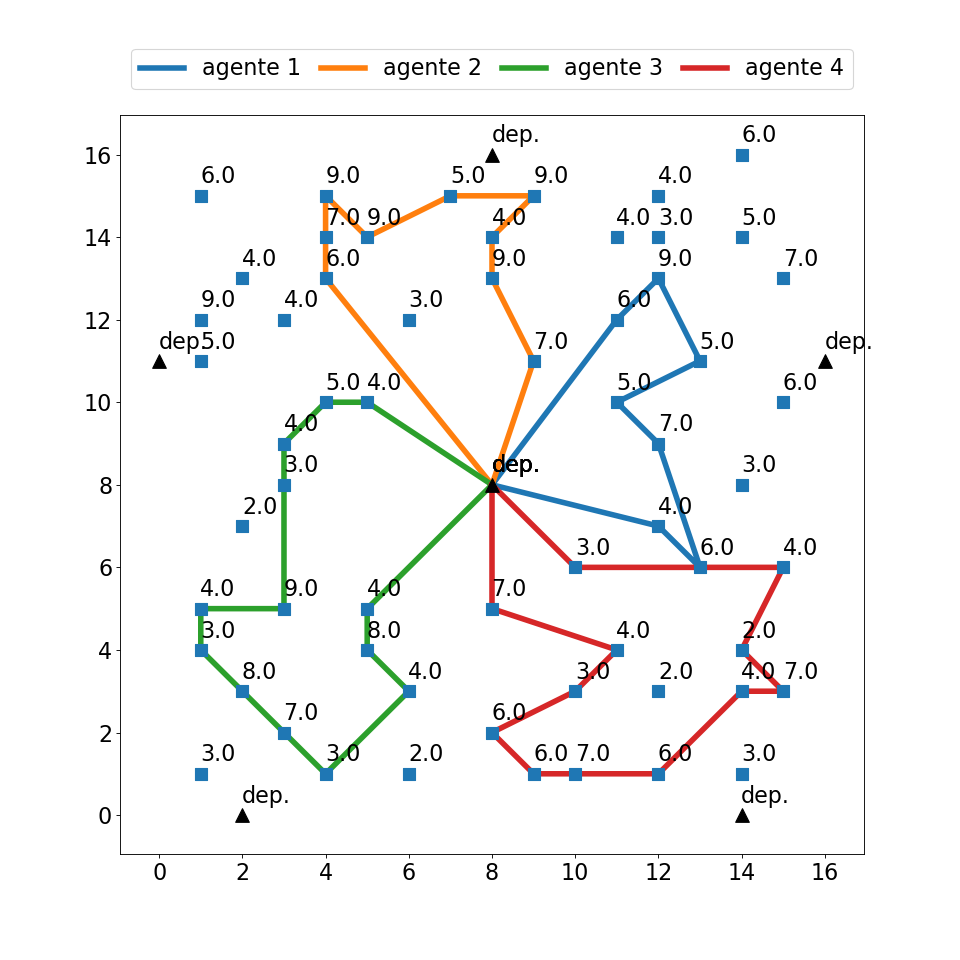 agente 1 agente 2 agente 3 agente 4
6.0
dep.
6.0 9.0 5.0 9.0 4.0
16
7.0 9.0 4.0 4.0 3.0 5.0
14
4.0 6.0 9.0 9.0 7.0
9.0 4.0 3.0 6.0
12
dep. 5.0 7.0 5.0 dep.
5.0 4.0 5.0 6.0
10
4.0 7.0
3.0 dep. 3.0
8
2.0 4.0
3.0 6.0 4.0
6
4.0 9.0 4.0 7.0
3.0 8.0 4.0 2.0
4
8.0 4.0 3.0 2.0 4.0 7.0
7.0 6.0
2
3.0 3.0 2.0 6.0 7.0 6.0 3.0
dep. dep.
0
0 2 4 6 8 10 12 14 16